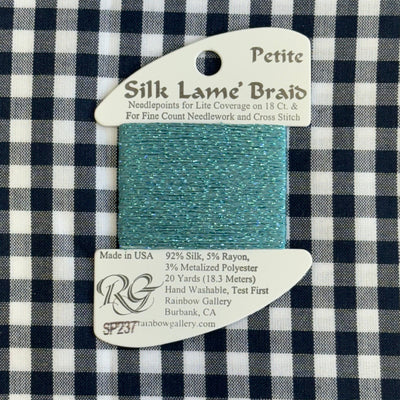 Petite
Silk Lame' Braid
Needlepoints for Lite Coverage on 18 Ct. &
For Fine Count Needlework and Cross Stitch
Made in USA
92% Silk, 5% Rayon,
3% Metalized Polyester
20 Yards (18.3 Meters)
Hand Washable, Test First
Rainbow Gallery
Burbank, CA
RG
SP237
rainbowgallery.com